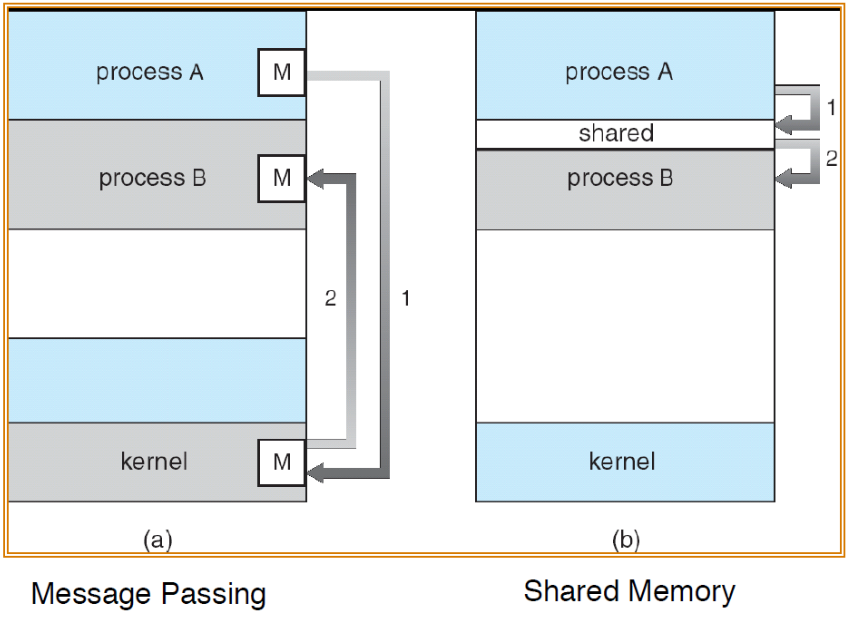 process A
M
process B
M
2
1
kernel
M
(a)
process A
1
shared
2
process B
kernel
(b)
Message Passing
Shared Memory